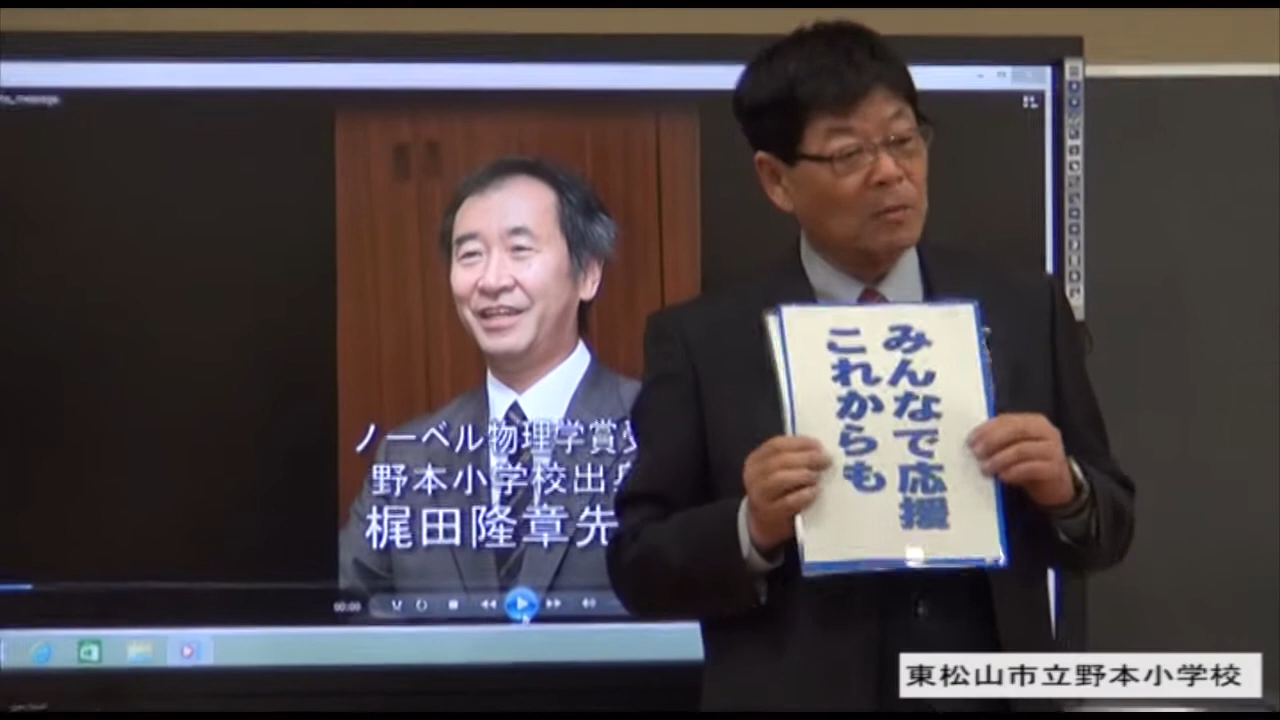 ノーベル物理学賞
野本小学校出
梶田隆章先
みんなで応援
これからも
00:00
東松山市立野本小学校